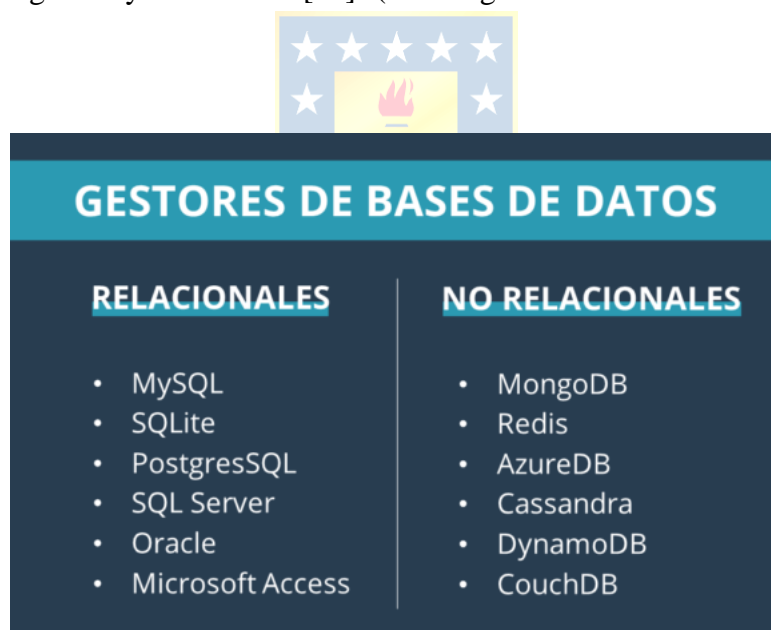 GESTORES DE BASES DE DATOS
RELACIONALES
• MySQL
• SQLite
• PostgresSQL
• SQL Server
• Oracle
• Microsoft Access
NO RELACIONALES
• MongoDB
• Redis
• AzureDB
• Cassandra
• DynamoDB
• CouchDB